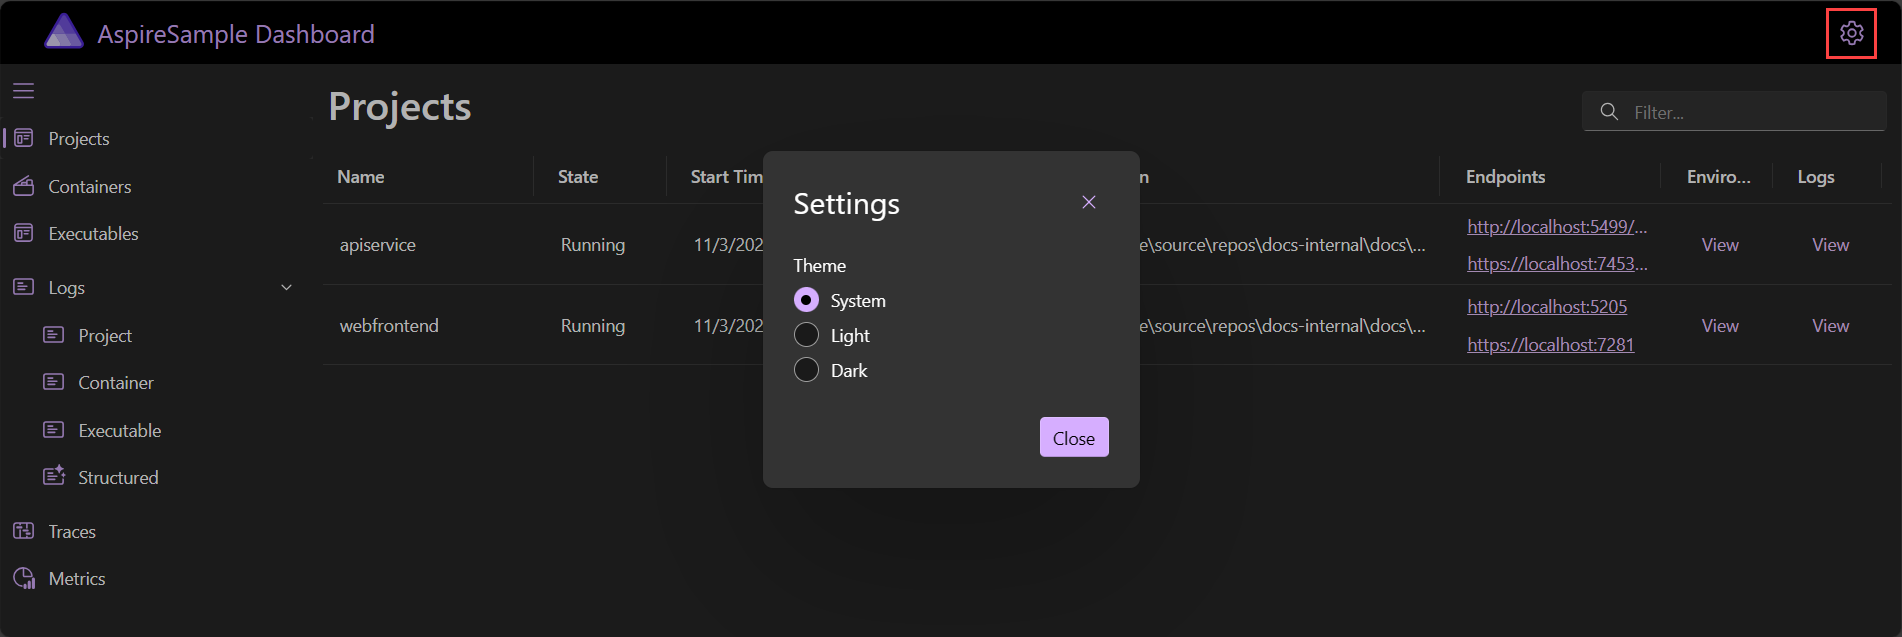 AspireSample Dashboard
Projects
Filter...
Projects
Containers
Executables
Logs
Project
Container
Executable
Structured
Traces
Metrics
Name State Start Tim n Endpoints Enviro... Logs
apiservice Running 11/3/202 e\source\repos\docs-internal\docs\... http://localhost:5499/... View View
https://localhost:7453...
webfrontend Running 11/3/202 e\source\repos\docs-internal\docs\... http://localhost:5205 View View
https://localhost:7281
Settings
Theme
System
Light
Dark
Close